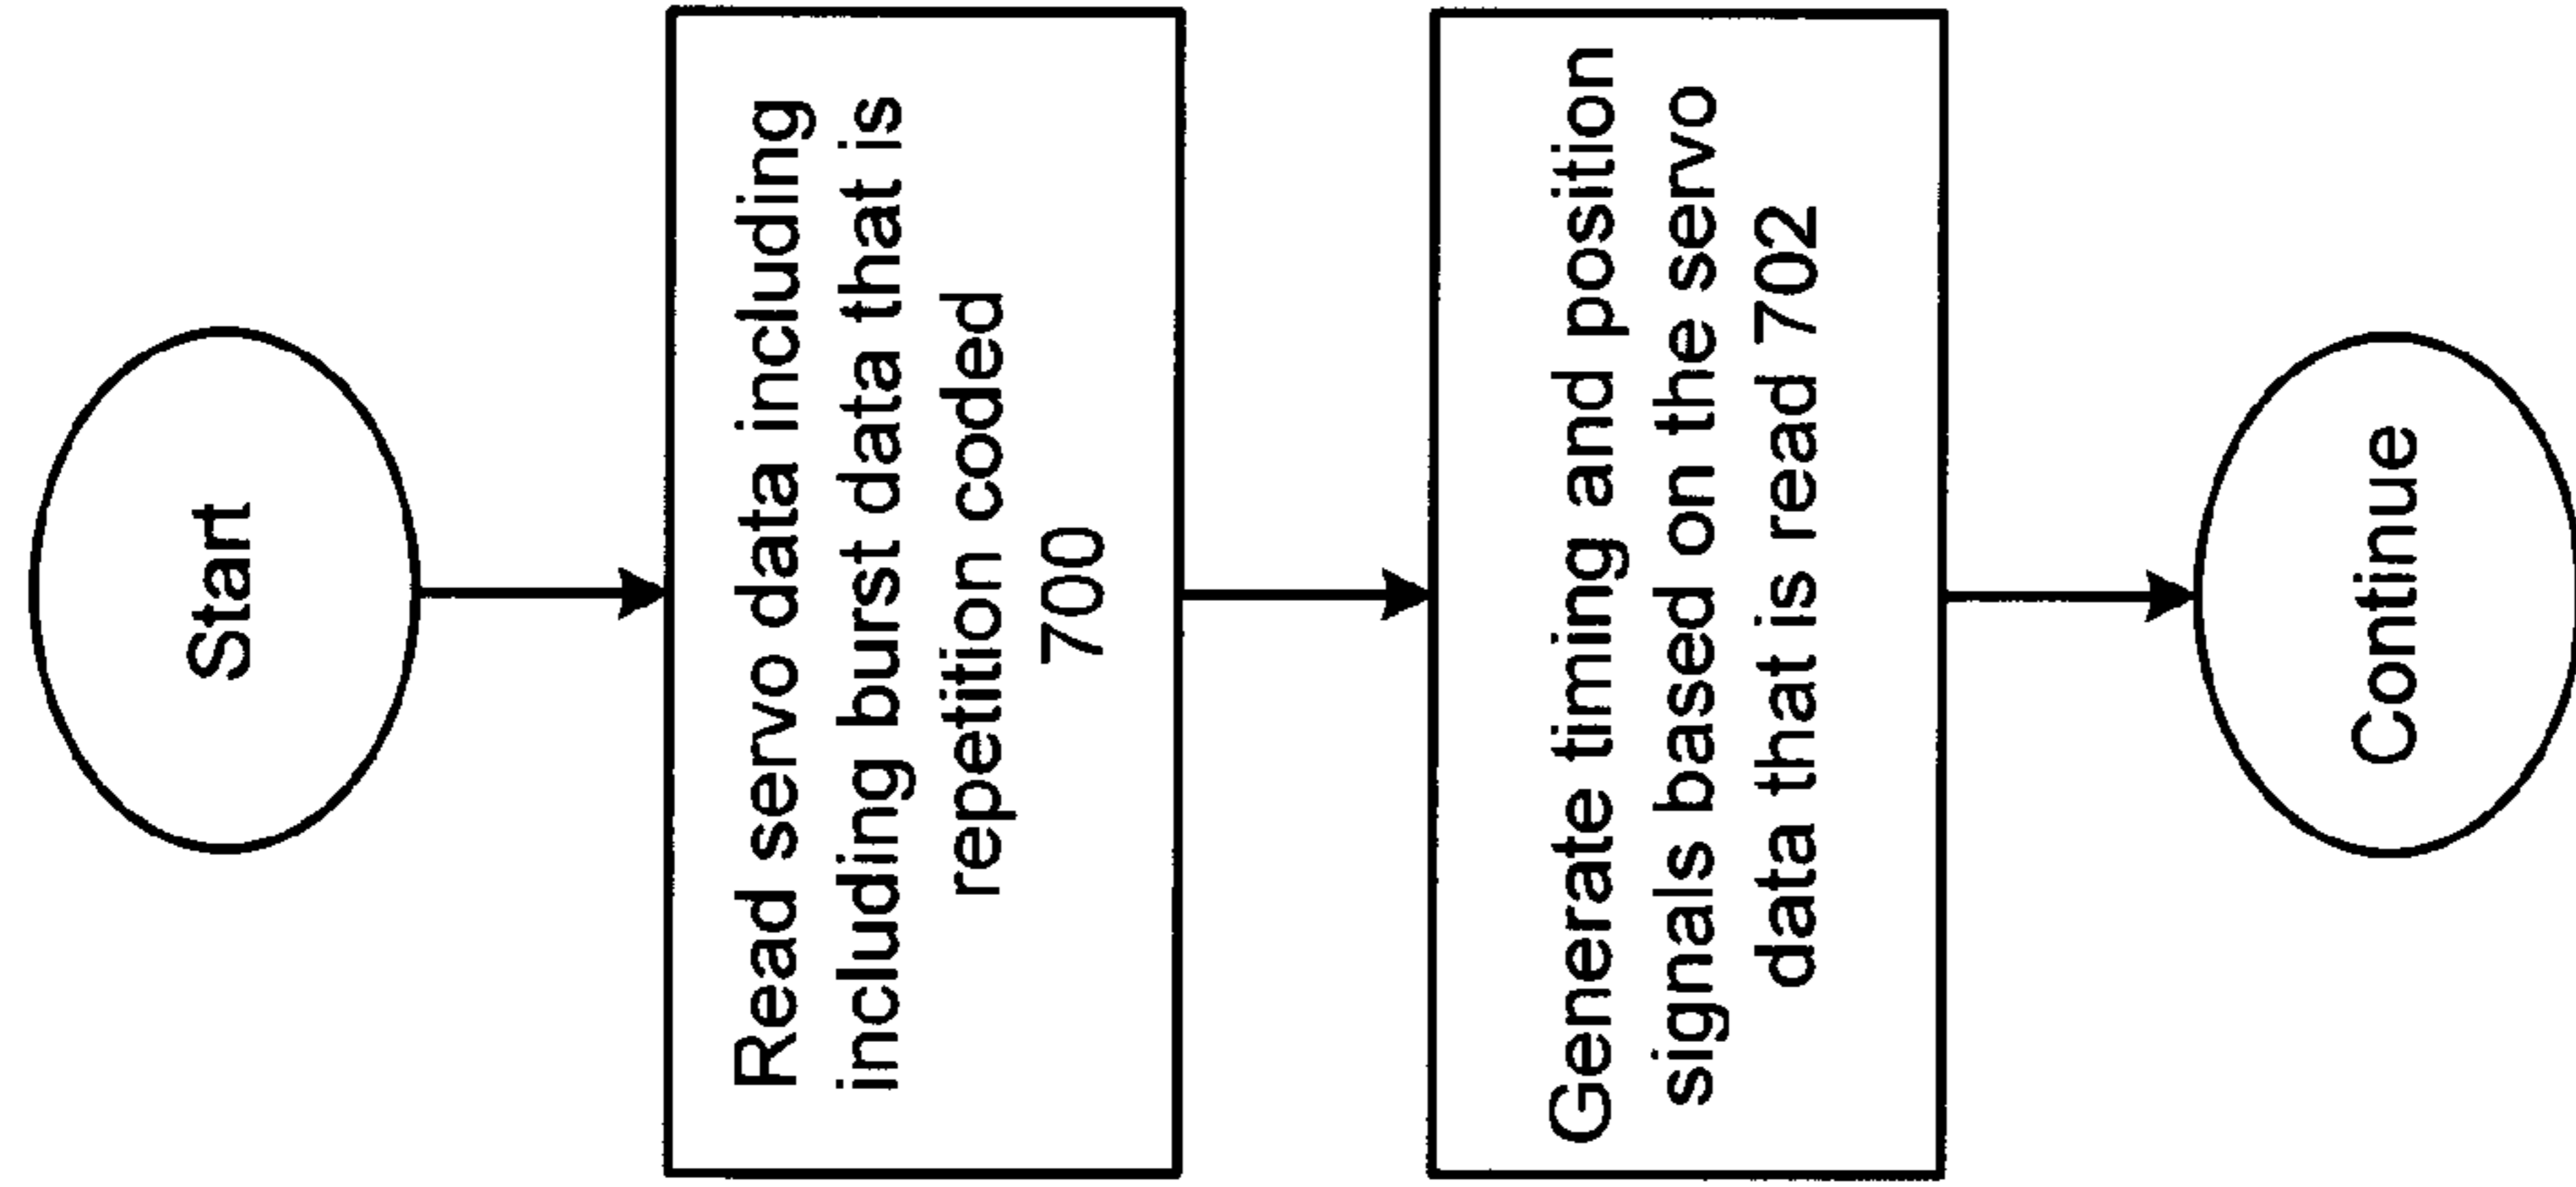 Start
Read servo data including
including burst data that is
repetition coded
700
Generate timing and position
signals based on the servo
data that is read 702
Continue